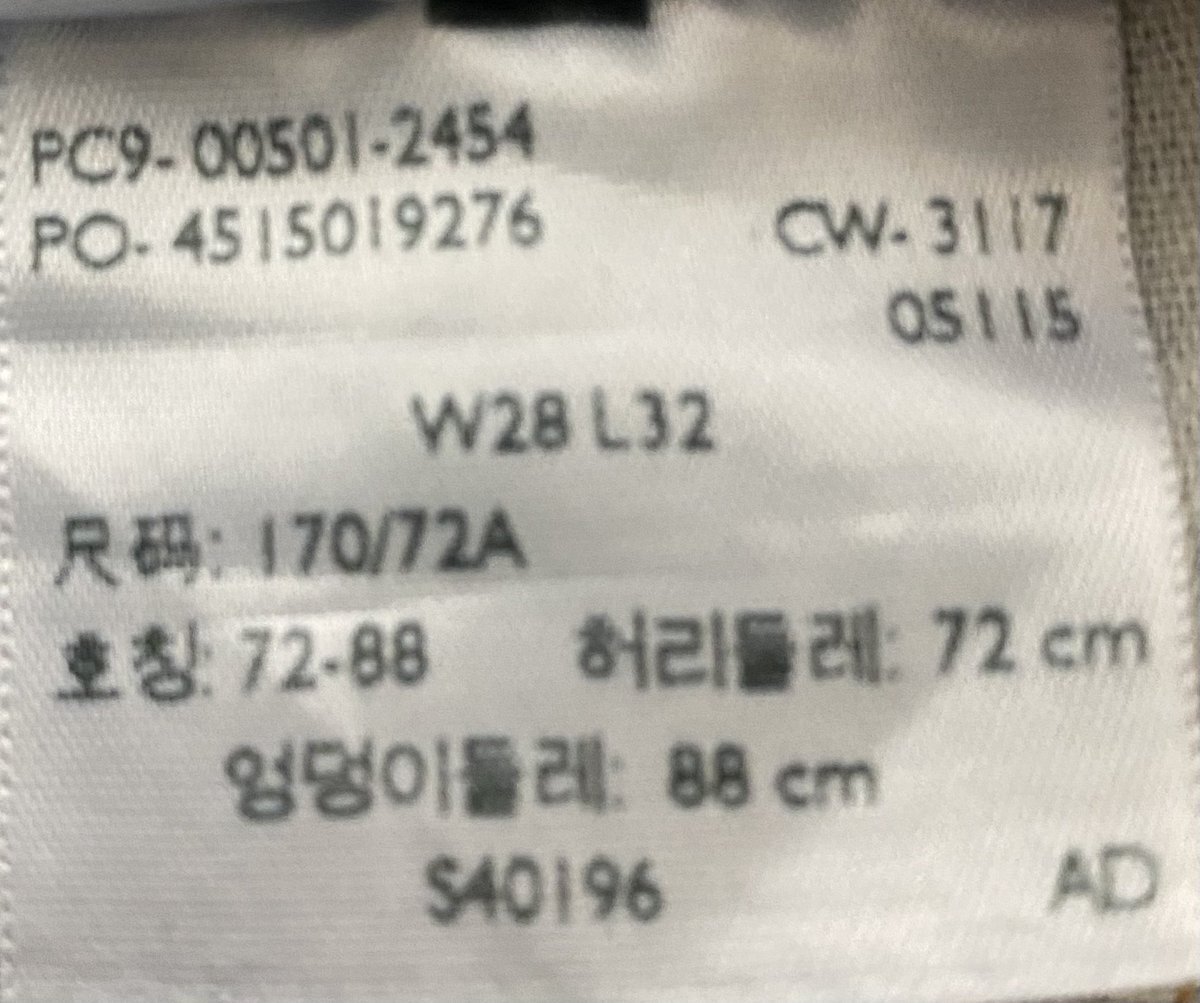 PC9- 00501-2454
PO- 4515019276 CW- 3117
05115
W28 L32
尺码: 170/72A
호칭: 72-88 허리둘레: 72 cm
엉덩이둘레: 88 cm
S40196 AD